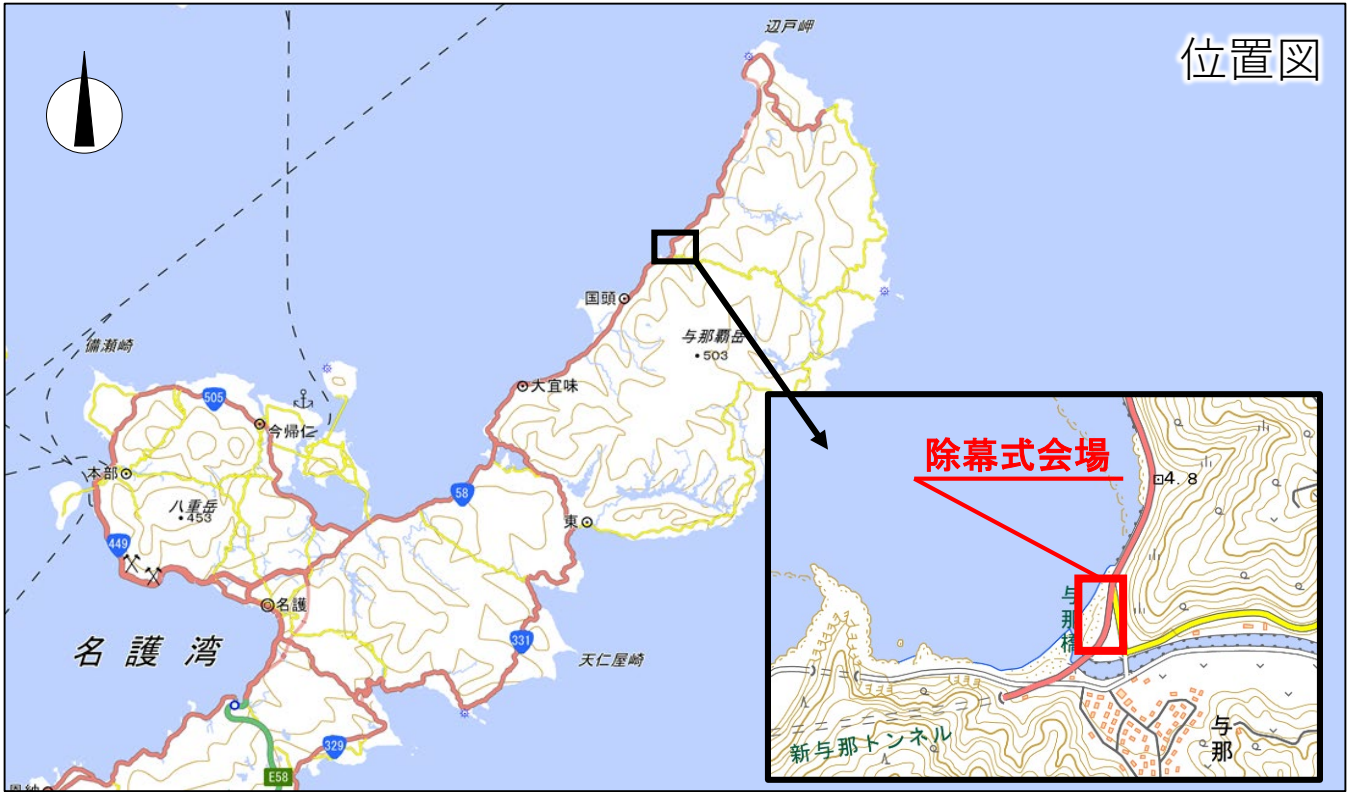 辺戸岬
位置図
国頭
与那覇岳
503
備瀬崎
大宜味
505
今帰仁
本部
八重岳
453
58
東
449
名護
名護湾
331
天仁屋崎
329
E58
恩納
除幕式会場
4.8
与那橋
与那
新与那トンネル